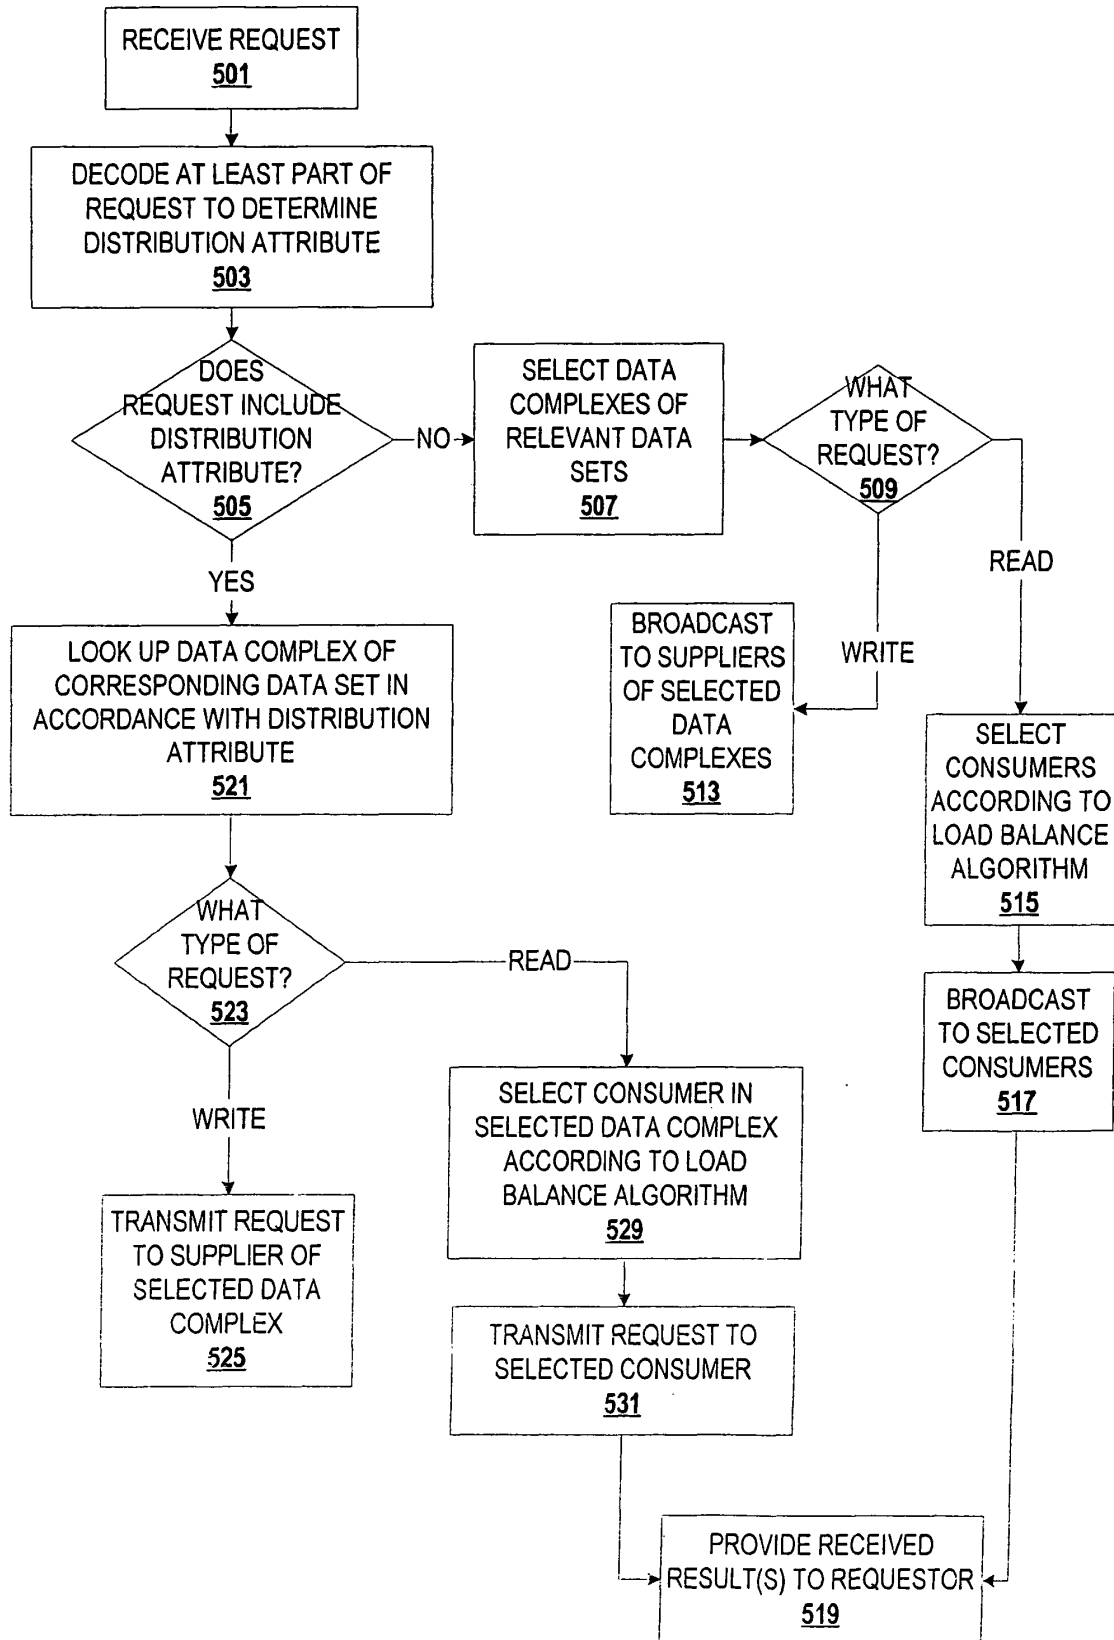 RECEIVE REQUEST
501
DECODE AT LEAST PART OF
REQUEST TO DETERMINE
DISTRIBUTION ATTRIBUTE
503
DOES
REQUEST INCLUDE
DISTRIBUTION
ATTRIBUTE?
505
NO
SELECT DATA
COMPLEXES OF
RELEVANT DATA
SETS
507
WHAT
TYPE OF
REQUEST?
509
READ
WRITE
BROADCAST
TO SUPPLIERS
OF SELECTED
DATA
COMPLEXES
513
SELECT
CONSUMERS
ACCORDING TO
LOAD BALANCE
ALGORITHM
515
BROADCAST
TO SELECTED
CONSUMERS
517
YES
LOOK UP DATA COMPLEX OF
CORRESPONDING DATA SET IN
ACCORDANCE WITH DISTRIBUTION
ATTRIBUTE
521
WHAT
TYPE OF
REQUEST?
523
READ
WRITE
TRANSMIT REQUEST
TO SUPPLIER OF
SELECTED DATA
COMPLEX
525
SELECT CONSUMER IN
SELECTED DATA COMPLEX
ACCORDING TO LOAD
BALANCE ALGORITHM
529
TRANSMIT REQUEST TO
SELECTED CONSUMER
531
PROVIDE RECEIVED
RESULT(S) TO REQUESTOR
519